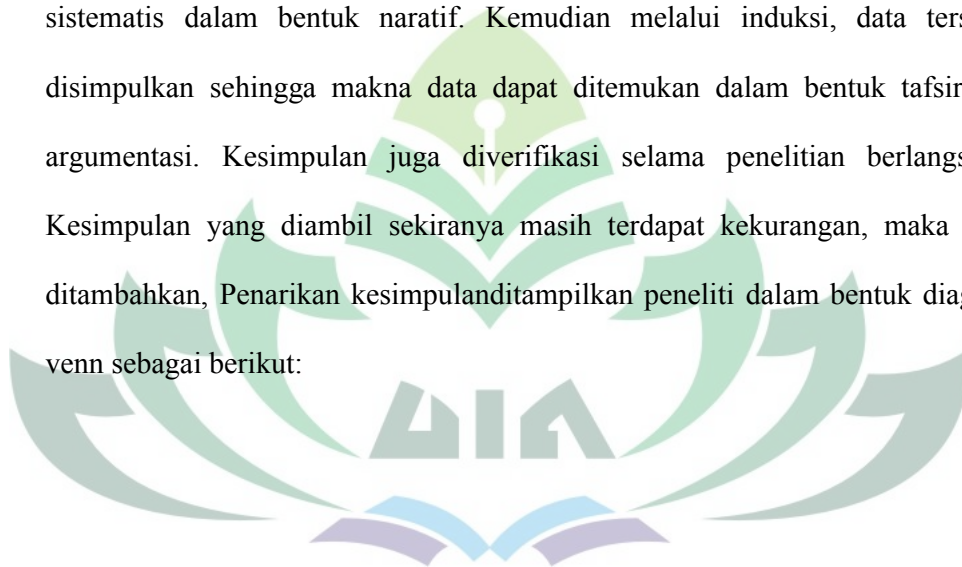 sistematis dalam bentuk naratif. Kemudian melalui induksi, data ters
disimpulkan sehingga makna data dapat ditemukan dalam bentuk tafsir
argumentasi. Kesimpulan juga diverifikasi selama penelitian berlangs
Kesimpulan yang diambil sekiranya masih terdapat kekurangan, maka
ditambahkan, Penarikan kesimpulanditampilkan peneliti dalam bentuk diag
venn sebagai berikut:
UIA